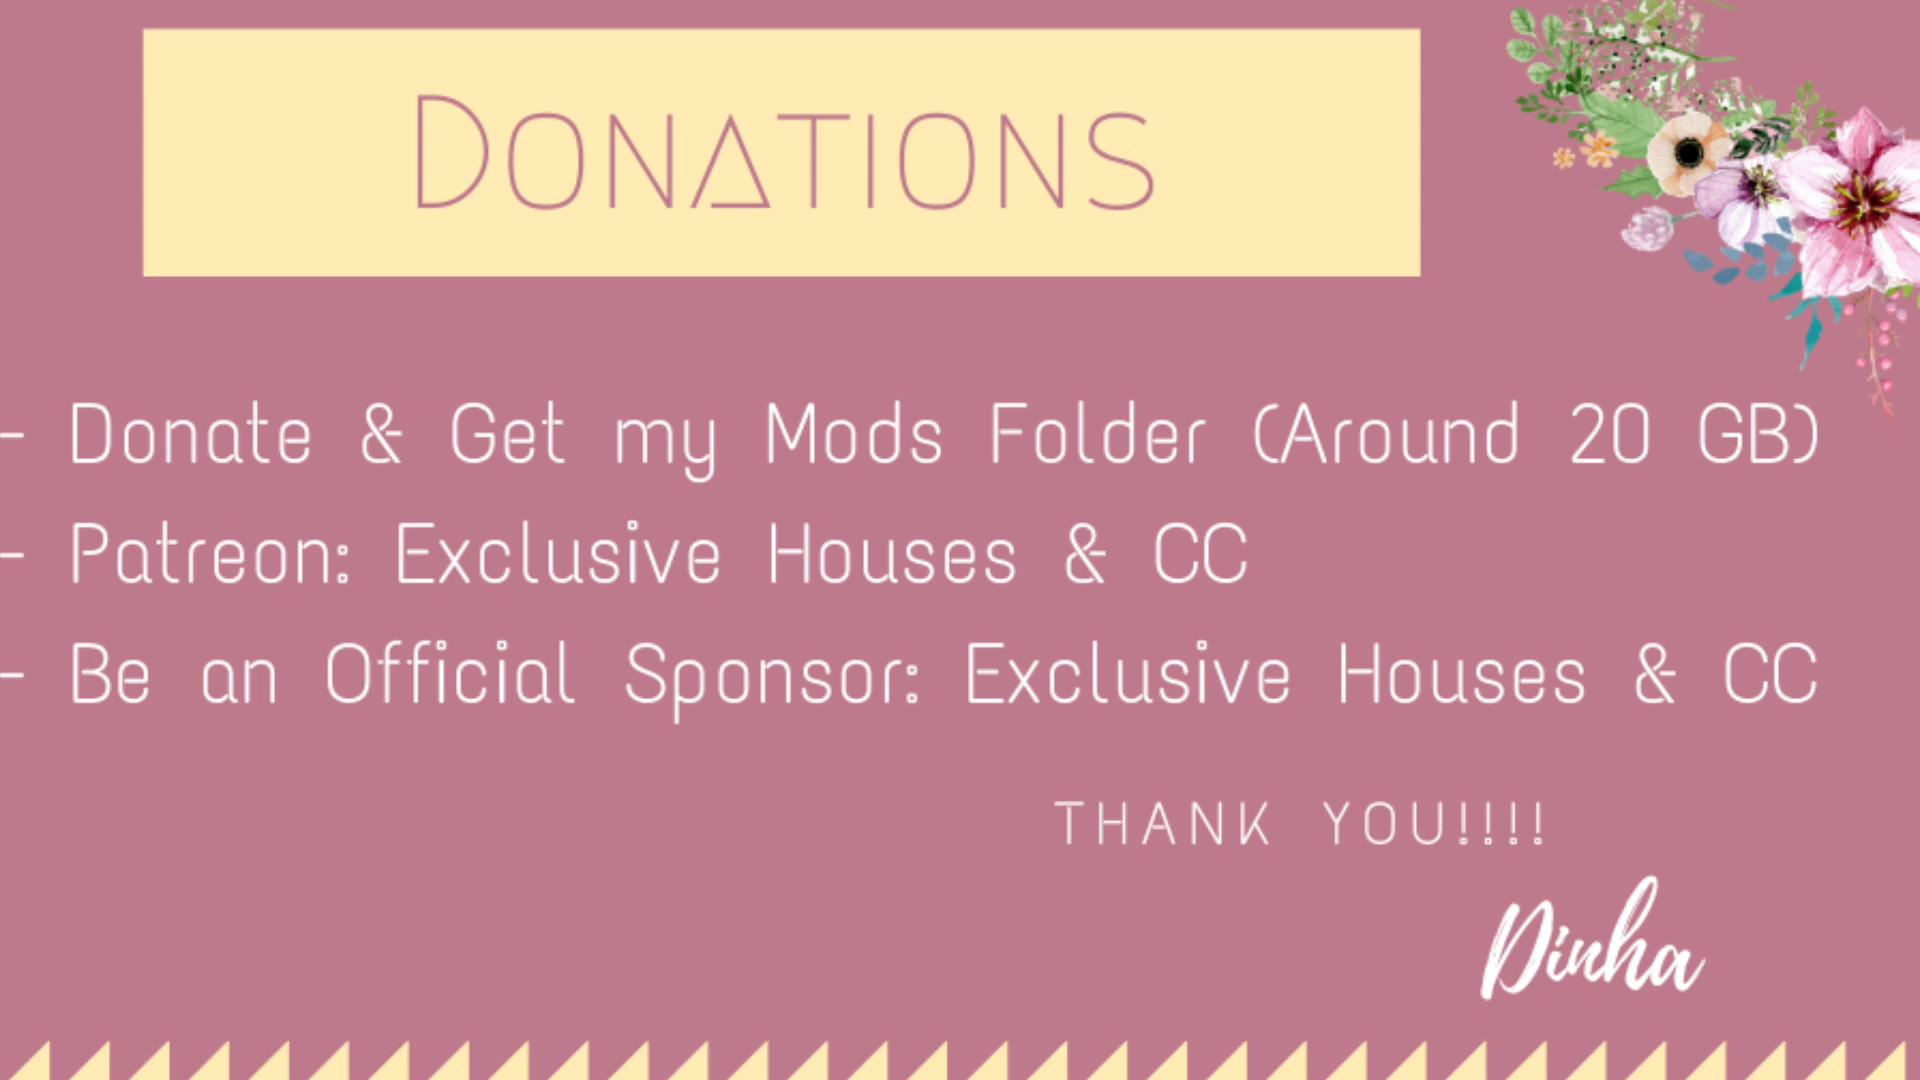 Donations
- Donate & Get my Mods Folder (Around 20 GB)
- Patreon: Exclusive Houses & CC
- Be an Official Sponsor: Exclusive Houses & CC
THANK YOU!!!!
Dinha